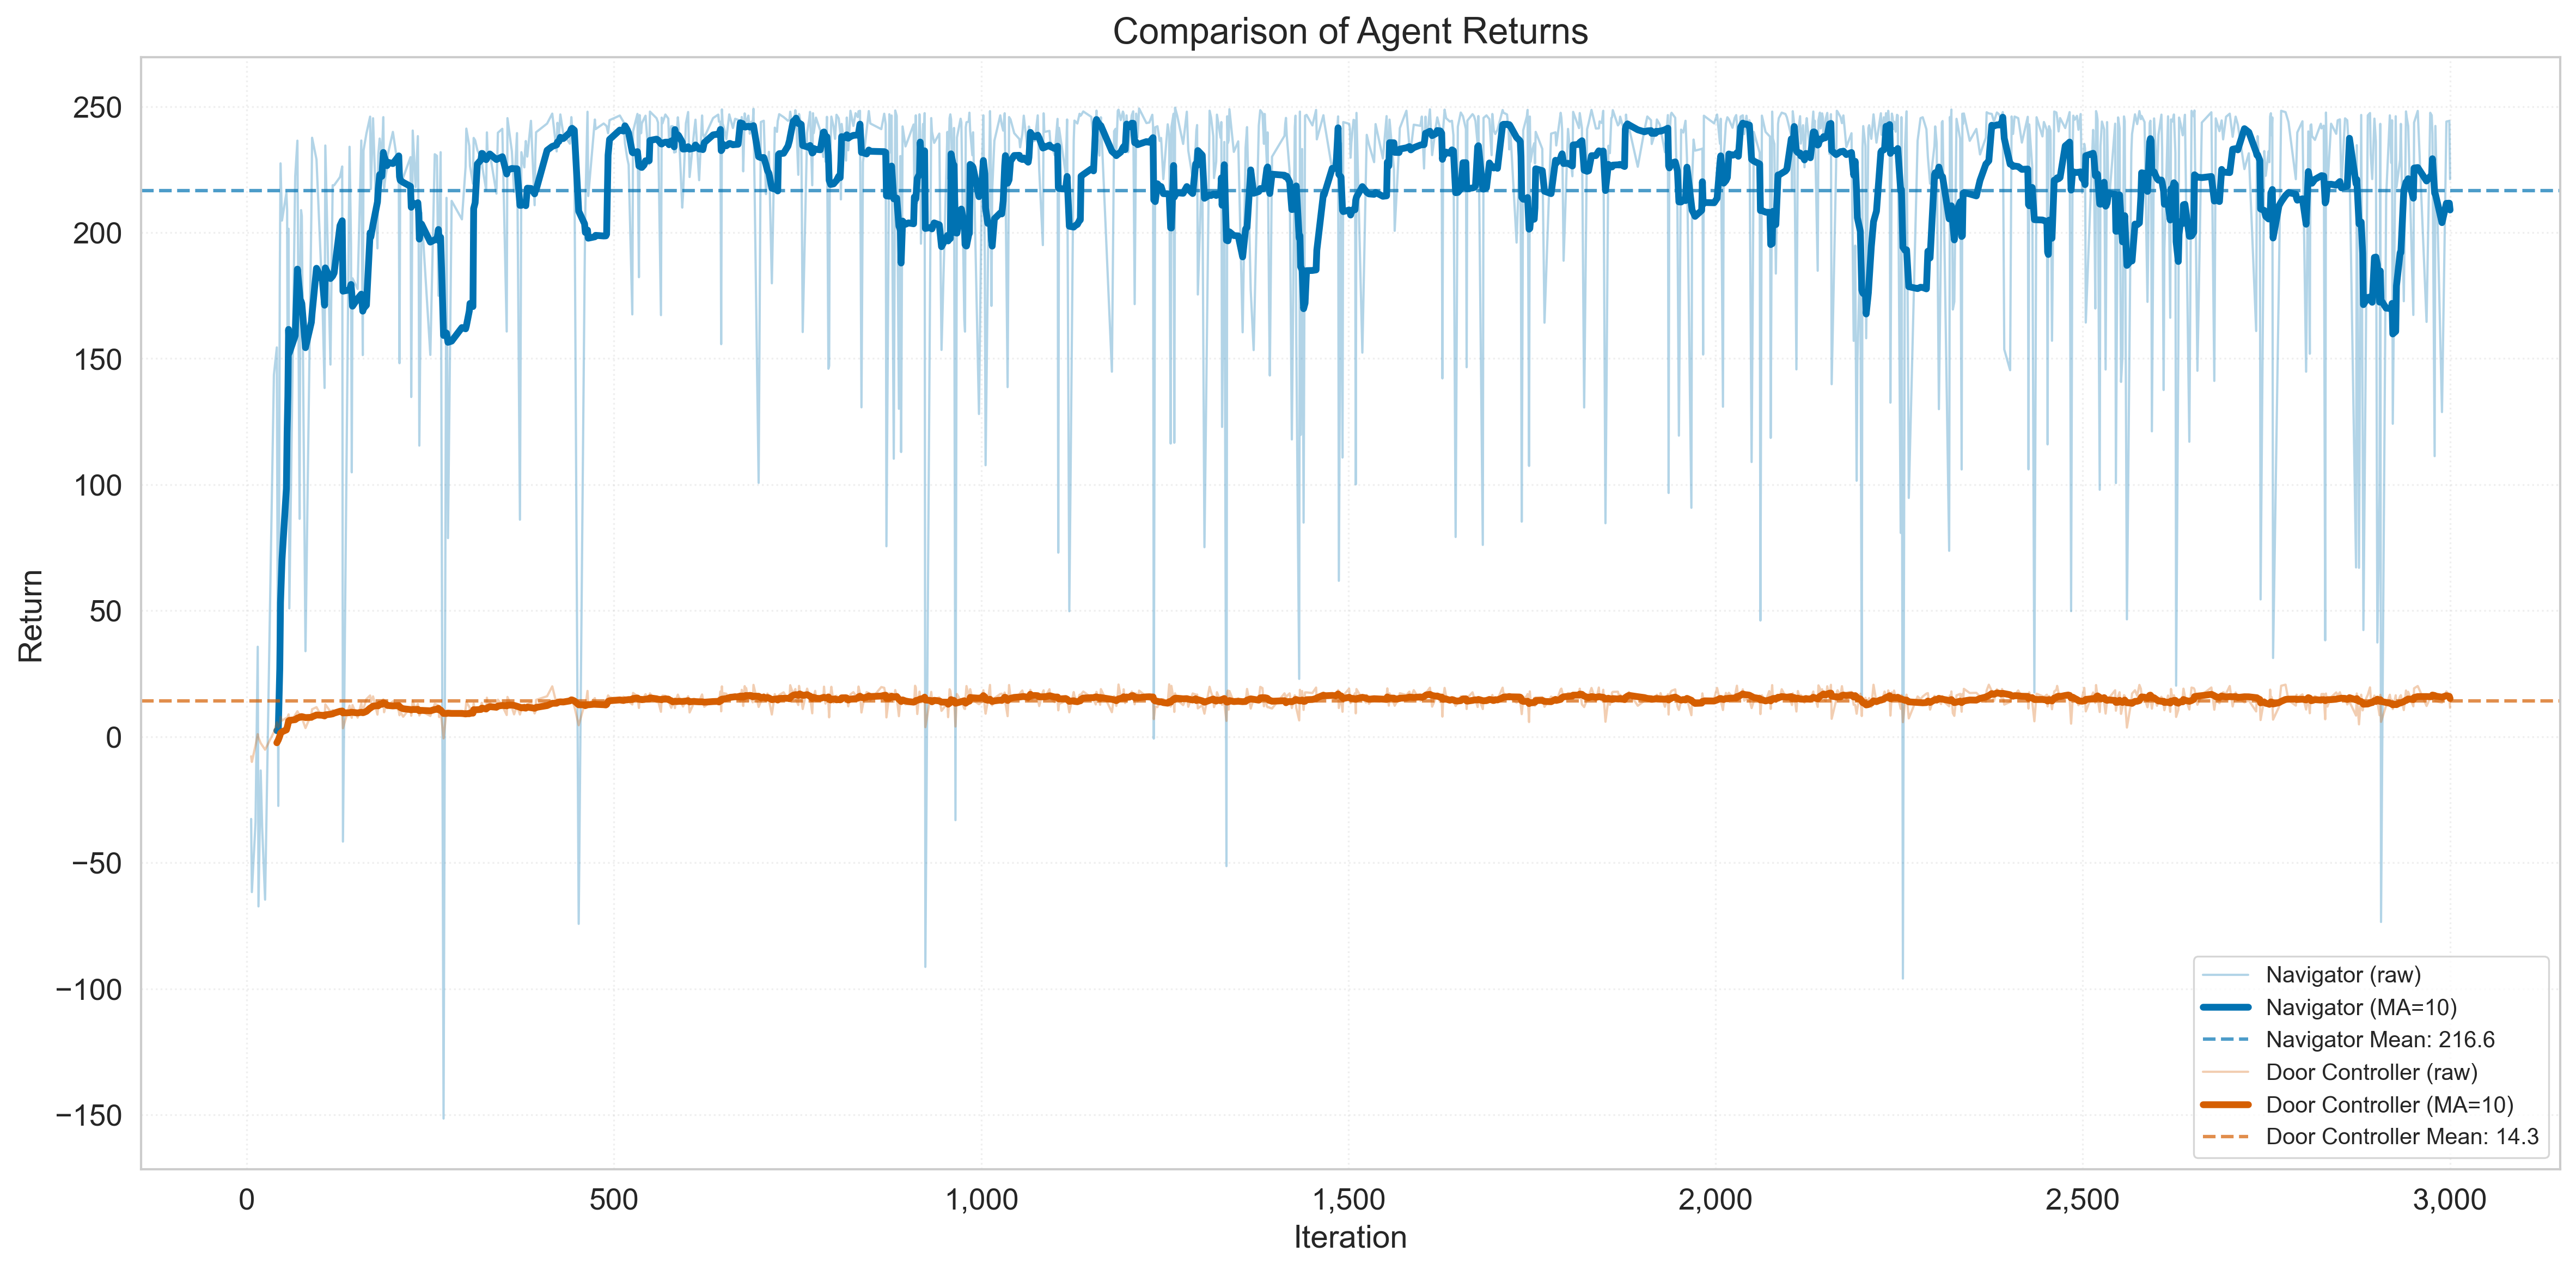 Comparison of Agent Returns
250
200
150
100
50
0
−50
−100
−150
Return
0
500
1,000
1,500
2,000
2,500
3,000
Iteration
Navigator (raw)
Navigator (MA=10)
Navigator Mean: 216.6
Door Controller (raw)
Door Controller (MA=10)
Door Controller Mean: 14.3